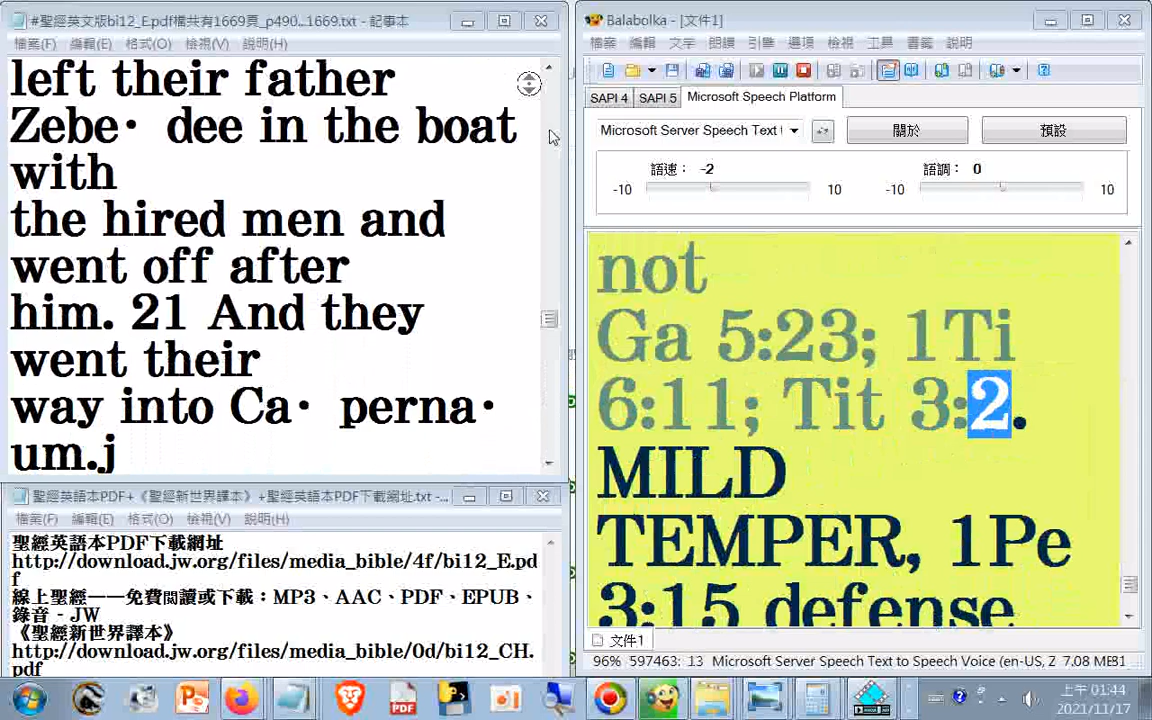 #聖經英文版bi12_E.pdf檔共有1669頁_p490...1669.txt - 記事本
檔案(F) 編輯(E) 格式(O) 檢視(V) 說明(H)
left their father
Zebe· dee in the boat
with
the hired men and
went off after
him. 21 And they
went their
way into Ca· perna·
um.j
聖經英語本PDF+《聖經新世界譯本》+聖經英語本PDF下載網址.txt -...
檔案(F) 編輯(E) 格式(O) 檢視(V) 說明(H)
聖經英語本PDF下載網址
http://download.jw.org/files/media_bible/4f/bi12_E.pd
f
線上聖經——免費閱讀或下載：MP3、AAC、PDF、EPUB、
錄音 - JW
《聖經新世界譯本》
http://download.jw.org/files/media_bible/0d/bi12_CH.
pdf
Balabolka - [文件1]
檔案 編輯 文字 朗讀 引擎 選項 檢視 工具 書籤 說明
SAPI 4 SAPI 5 Microsoft Speech Platform
Microsoft Server Speech Text 關於 預設
語速： -2 語調： 0
-10 10 -10 10
not
Ga 5:23; 1Ti
6:11; Tit 3:2.
MILD
TEMPER, 1Pe
3:15 defense
文件1
96% 597463: 13 Microsoft Server Speech Text to Speech Voice (en-US, Z 7.08 MB
上午 01:44
2021/11/17